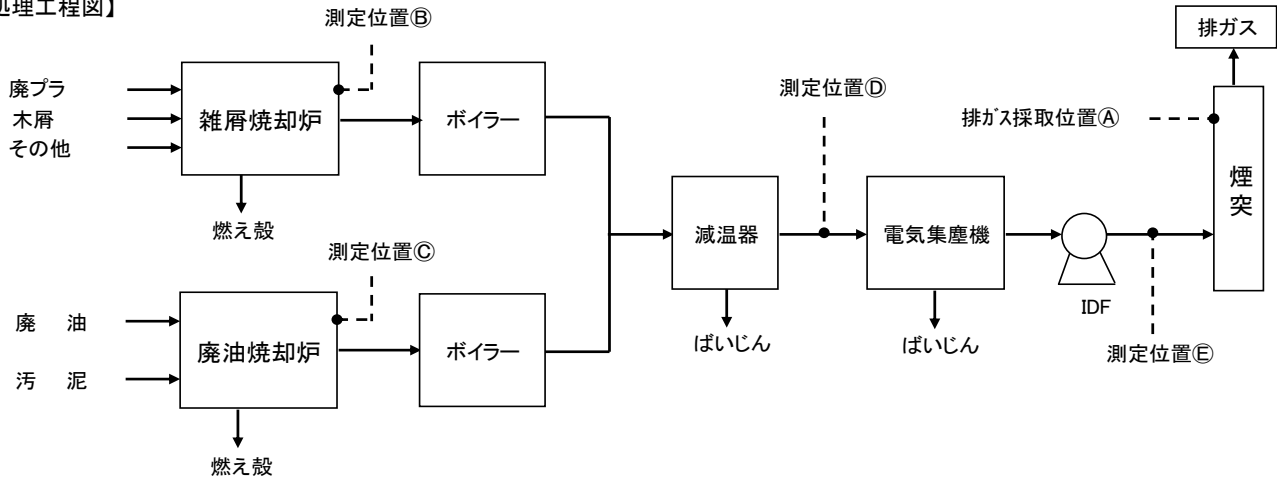 処理工程図】
測定位置Ⓑ
排ガス
廃プラ
木屑
その他
雑屑焼却炉
ボイラー
測定位置Ⓓ
排ガス採取位置Ⓐ
煙突
燃え殻
減温器
電気集塵機
測定位置Ⓒ
IDF
廃 油
汚 泥
廃油焼却炉
ボイラー
ばいじん
ばいじん
測定位置Ⓔ
燃え殻